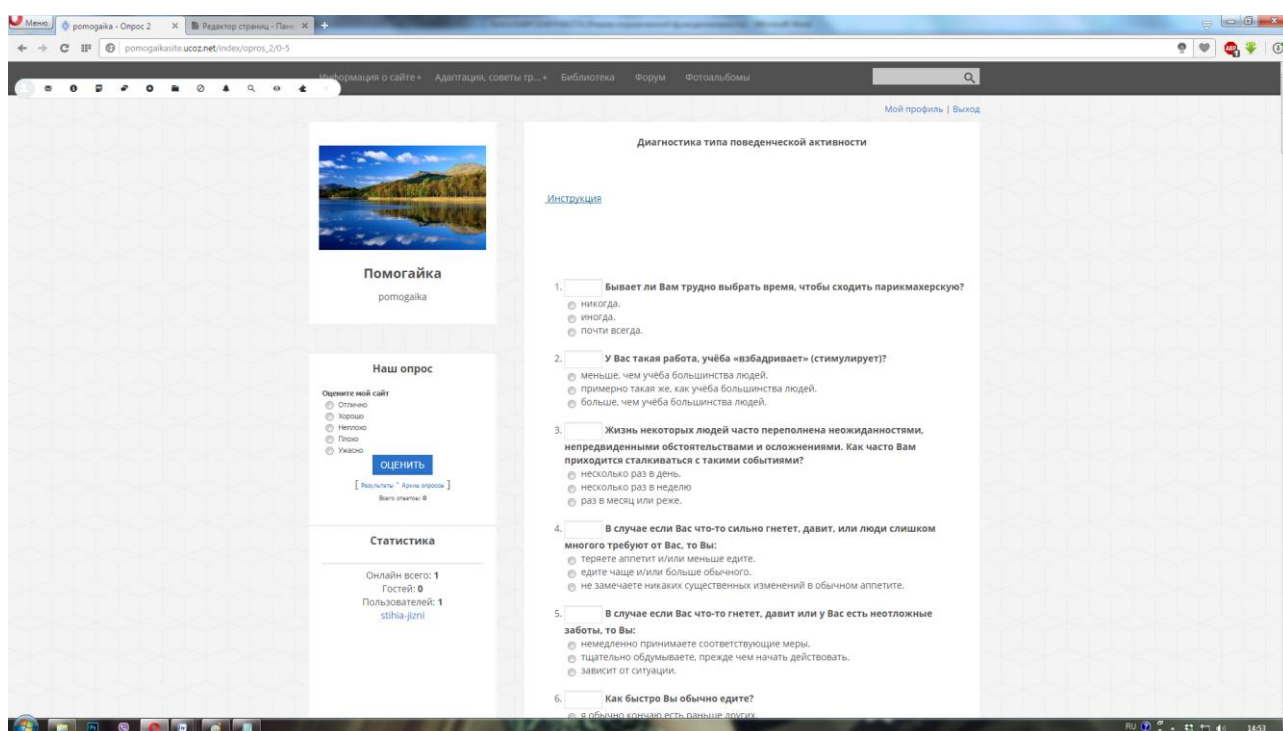 Меню
pomogaika - Опрос 2
Редактор страниц - Пане
pomogaikasite.ucoz.net/index/opros_2/0-5
Информация о сайте+ Адаптация, советы тр...+ Библиотека Форум Фотоальбомы
Мой профиль | Выход
Диагностика типа поведенческой активности
Инструкция
Помогайка
pomogaika
Наш опрос
Оцените мой сайт
Отлично
Хорошо
Неплохо
Плохо
Ужасно
ОЦЕНИТЬ
[ Результаты · Архив опросов ]
Всего ответов: 0
Статистика
Онлайн всего: 1
Гостей: 0
Пользователей: 1
stihia-jizni
1. Бывает ли Вам трудно выбрать время, чтобы сходить парикмахерскую?
никогда.
иногда.
почти всегда.
2. У Вас такая работа, учёба «взбадривает» (стимулирует)?
меньше, чем учёба большинства людей.
примерно такая же, как учёба большинства людей.
больше, чем учёба большинства людей.
3. Жизнь некоторых людей часто переполнена неожиданностями,
непредвиденными обстоятельствами и осложнениями. Как часто Вам
приходится сталкиваться с такими событиями?
несколько раз в день.
несколько раз в неделю
раз в месяц или реже.
4. В случае если Вас что-то сильно гнетет, давит, или люди слишком
многого требуют от Вас, то Вы:
теряете аппетит и/или меньше едите.
едите чаще и/или больше обычного.
не замечаете никаких существенных изменений в обычном аппетите.
5. В случае если Вас что-то гнетет, давит или у Вас есть неотложные
заботы, то Вы:
немедленно принимаете соответствующие меры.
тщательно обдумываете, прежде чем начать действовать.
зависит от ситуации.
6. Как быстро Вы обычно едите?
я обычно кончаю есть раньше других.
RU
14:53